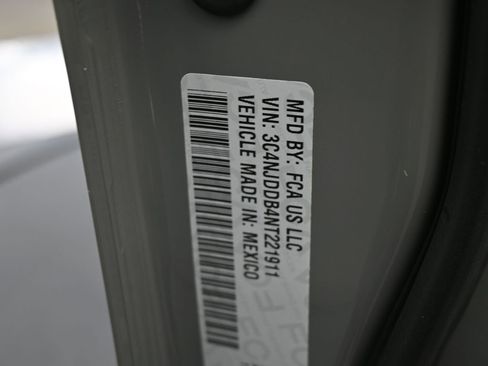 MFD BY: FCA US LLC
VIN: 3C4NJDDB4NT221911
VEHICLE MADE IN: MEXICO